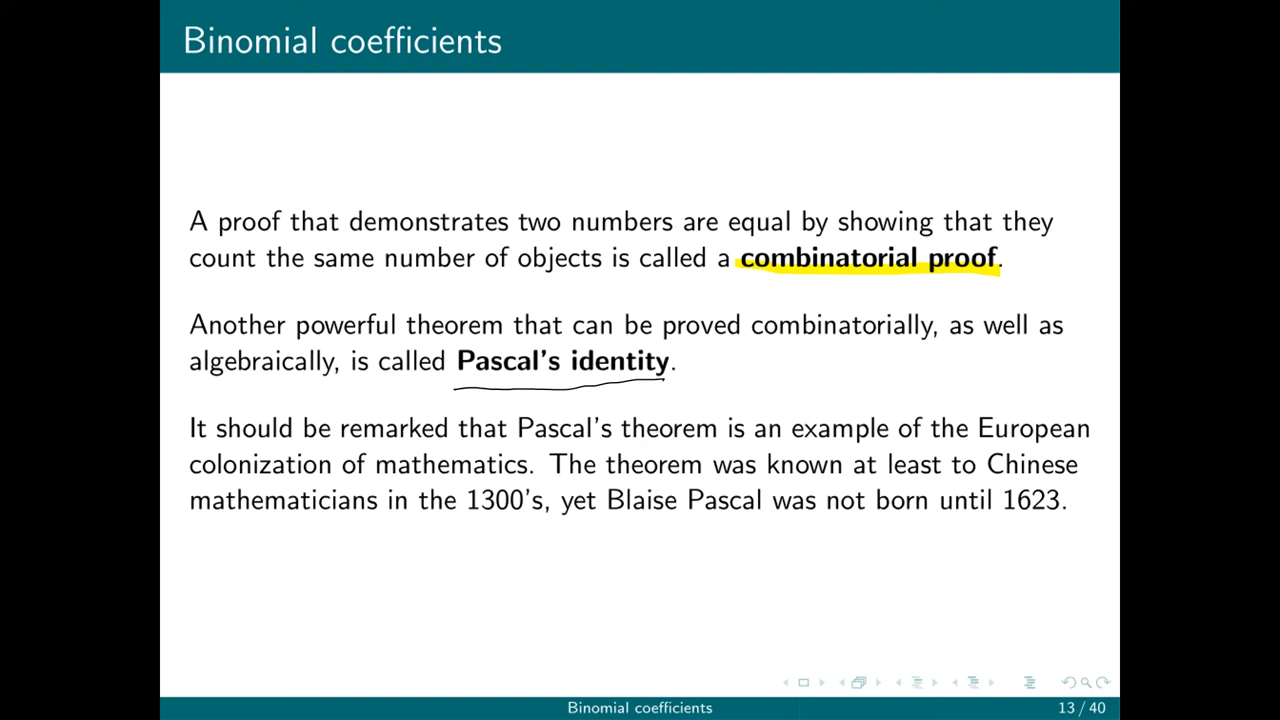 Binomial coefficients
A proof that demonstrates two numbers are equal by showing that they
count the same number of objects is called a combinatorial proof.
Another powerful theorem that can be proved combinatorially, as well as
algebraically, is called Pascal's identity.
It should be remarked that Pascal's theorem is an example of the European
colonization of mathematics. The theorem was known at least to Chinese
mathematicians in the 1300's, yet Blaise Pascal was not born until 1623.
Binomial coefficients
13 / 40